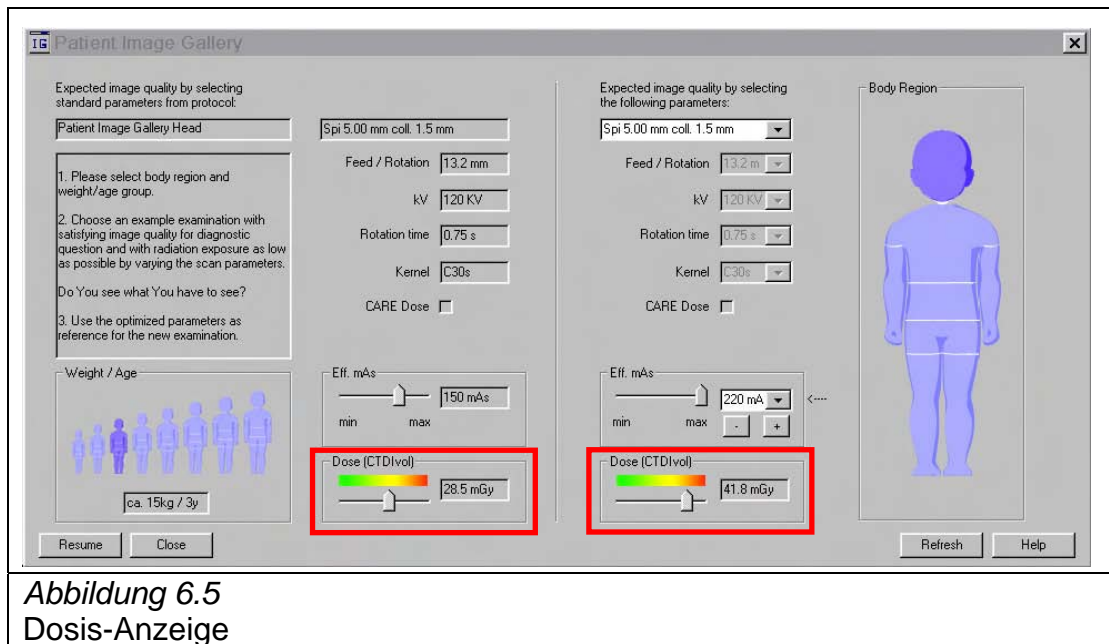 IG Patient Image Gallery
Expected image quality by selecting
standard parameters from protocol:
Patient Image Gallery Head
1. Please select body region and
weight/age group.
2. Choose an example examination with
satisfying image quality for diagnostic
question and with radiation exposure as low
as possible by varying the scan parameters.
Do You see what You have to see?
3. Use the optimized parameters as
reference for the new examination.
Weight / Age
ca. 15kg / 3y
Spi 5.00 mm coll. 1.5 mm
Feed / Rotation 13.2 mm
kV 120 KV
Rotation time 0.75 s
Kernel C30s
CARE Dose
Eff. mAs
150 mAs
min max
Dose (CTDIvol)
28.5 mGy
Expected image quality by selecting
the following parameters:
Spi 5.00 mm coll. 1.5 mm
Feed / Rotation 13.2 m
kV 120 KV
Rotation time 0.75 s
Kernel C30s
CARE Dose
Eff. mAs
220 mA <----
min max - +
Dose (CTDIvol)
41.8 mGy
Body Region
Resume Close Refresh Help
Abbildung 6.5
Dosis-Anzeige